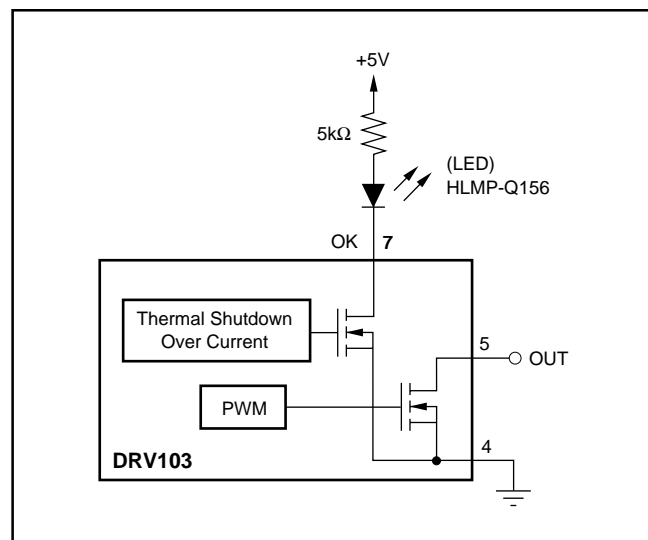 +5V
5kΩ
(LED)
HLMP-Q156
OK 7
Thermal Shutdown
Over Current
5
OUT
PWM
4
DRV103